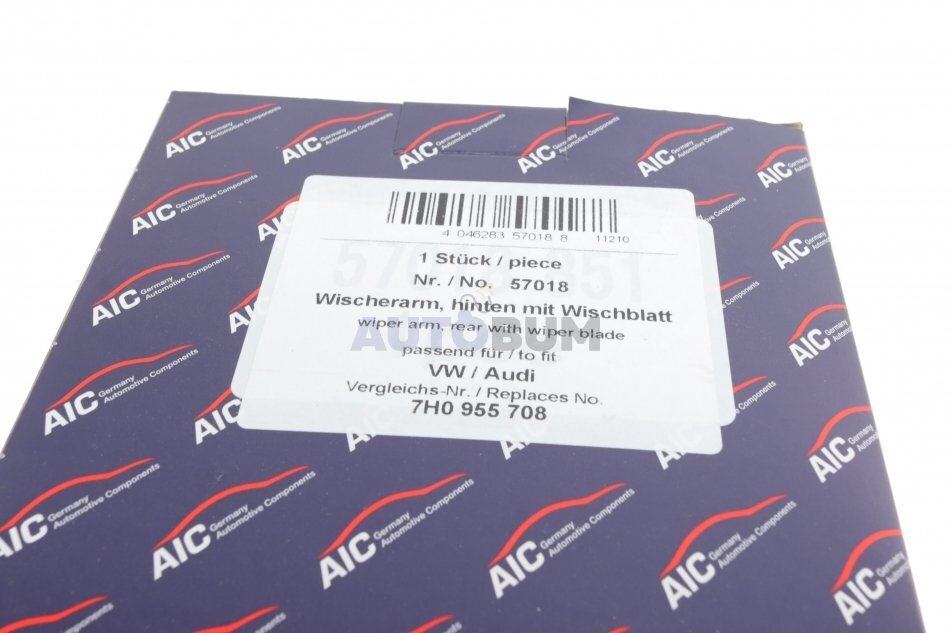 AIC Germany Automotive Components
4 046283 57018 8 11210
1 Stück / piece
Nr. / No. 57018
Wischerarm, hinten mit Wischblatt
wiper arm, rear with wiper blade
AUTOBUM
passend für / to fit
VW / Audi
Vergleichs-Nr. / Replaces No.
7H0 955 708